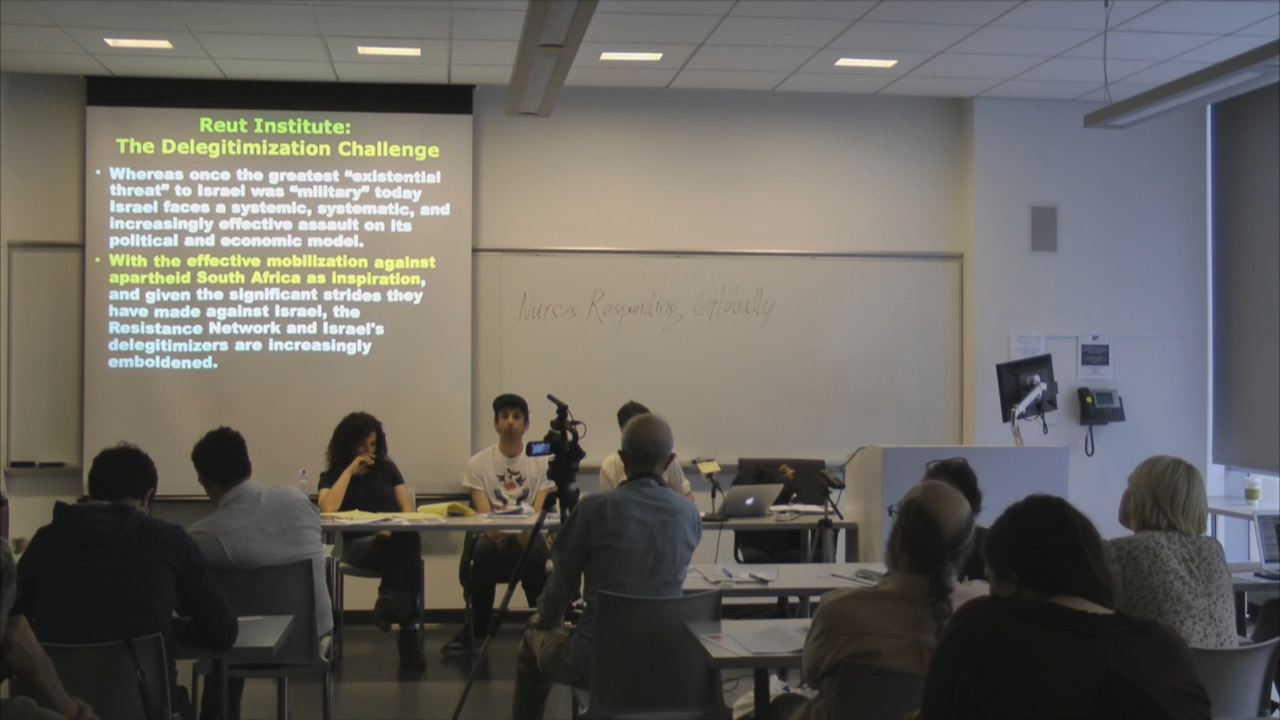 Reut Institute:
The Delegitimization Challenge
• Whereas once the greatest “existential
threat” to Israel was “military” today
Israel faces a systemic, systematic, and
increasingly effective assault on its
political and economic model.
• With the effective mobilization against
apartheid South Africa as inspiration,
and given the significant strides they
have made against Israel, the
Resistance Network and Israel's
delegitimizers are increasingly
emboldened.
Nurses Responding Globally